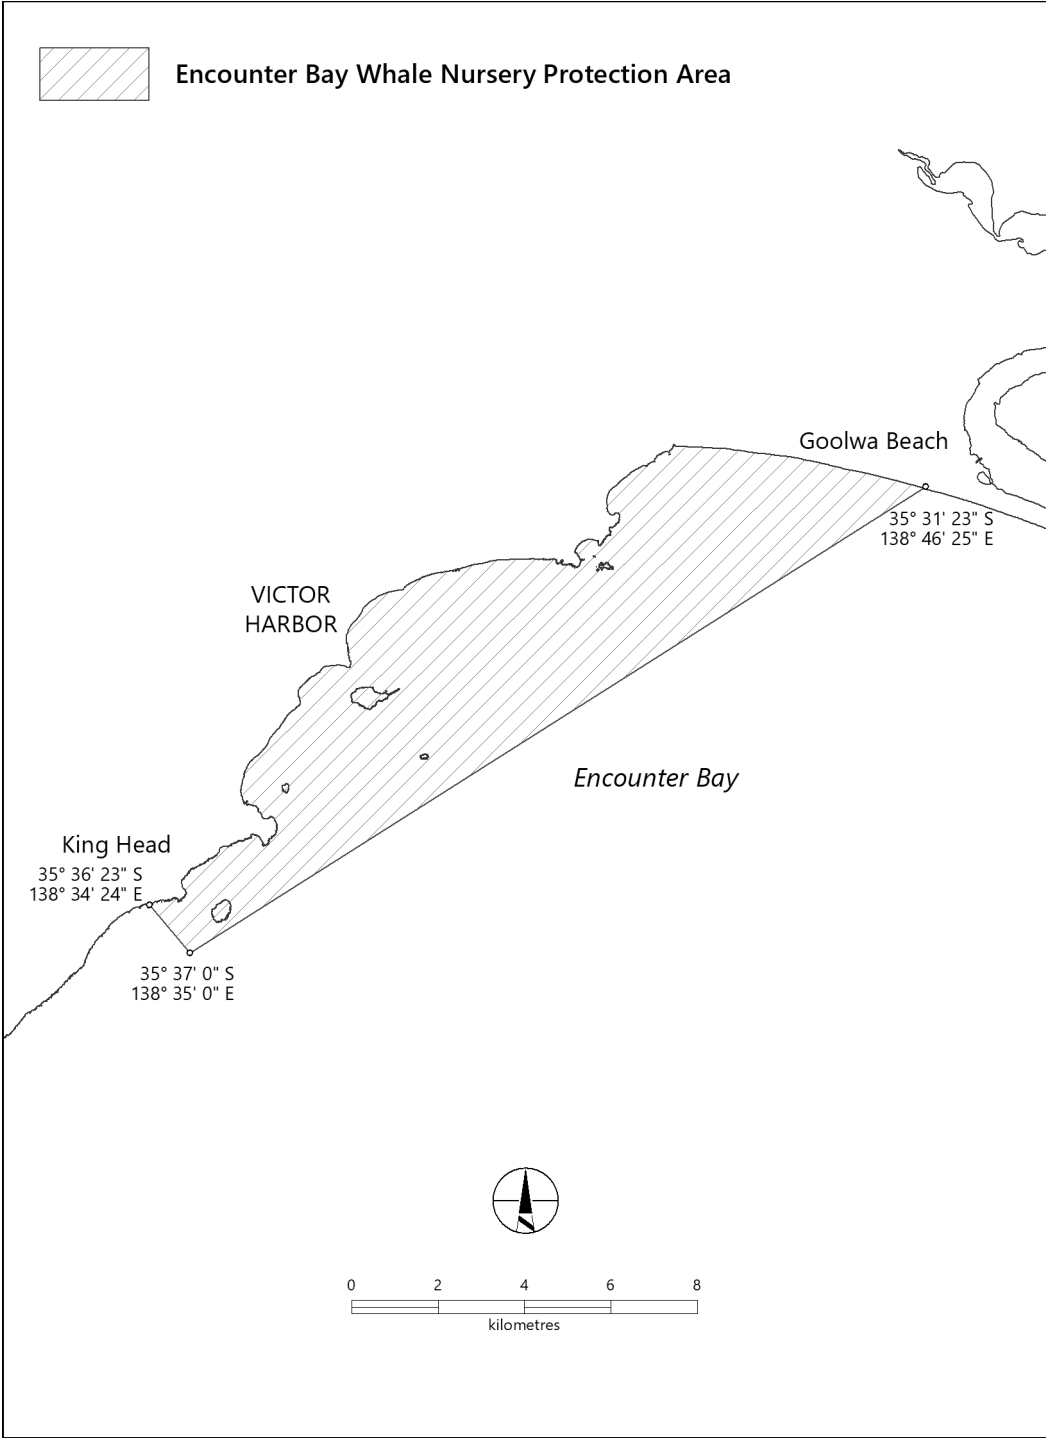 Encounter Bay Whale Nursery Protection Area
Goolwa Beach
35° 31' 23" S
138° 46' 25" E
VICTOR
HARBOR
Encounter Bay
King Head
35° 36' 23" S
138° 34' 24" E
35° 37' 0" S
138° 35' 0" E
0 2 4 6 8
kilometres